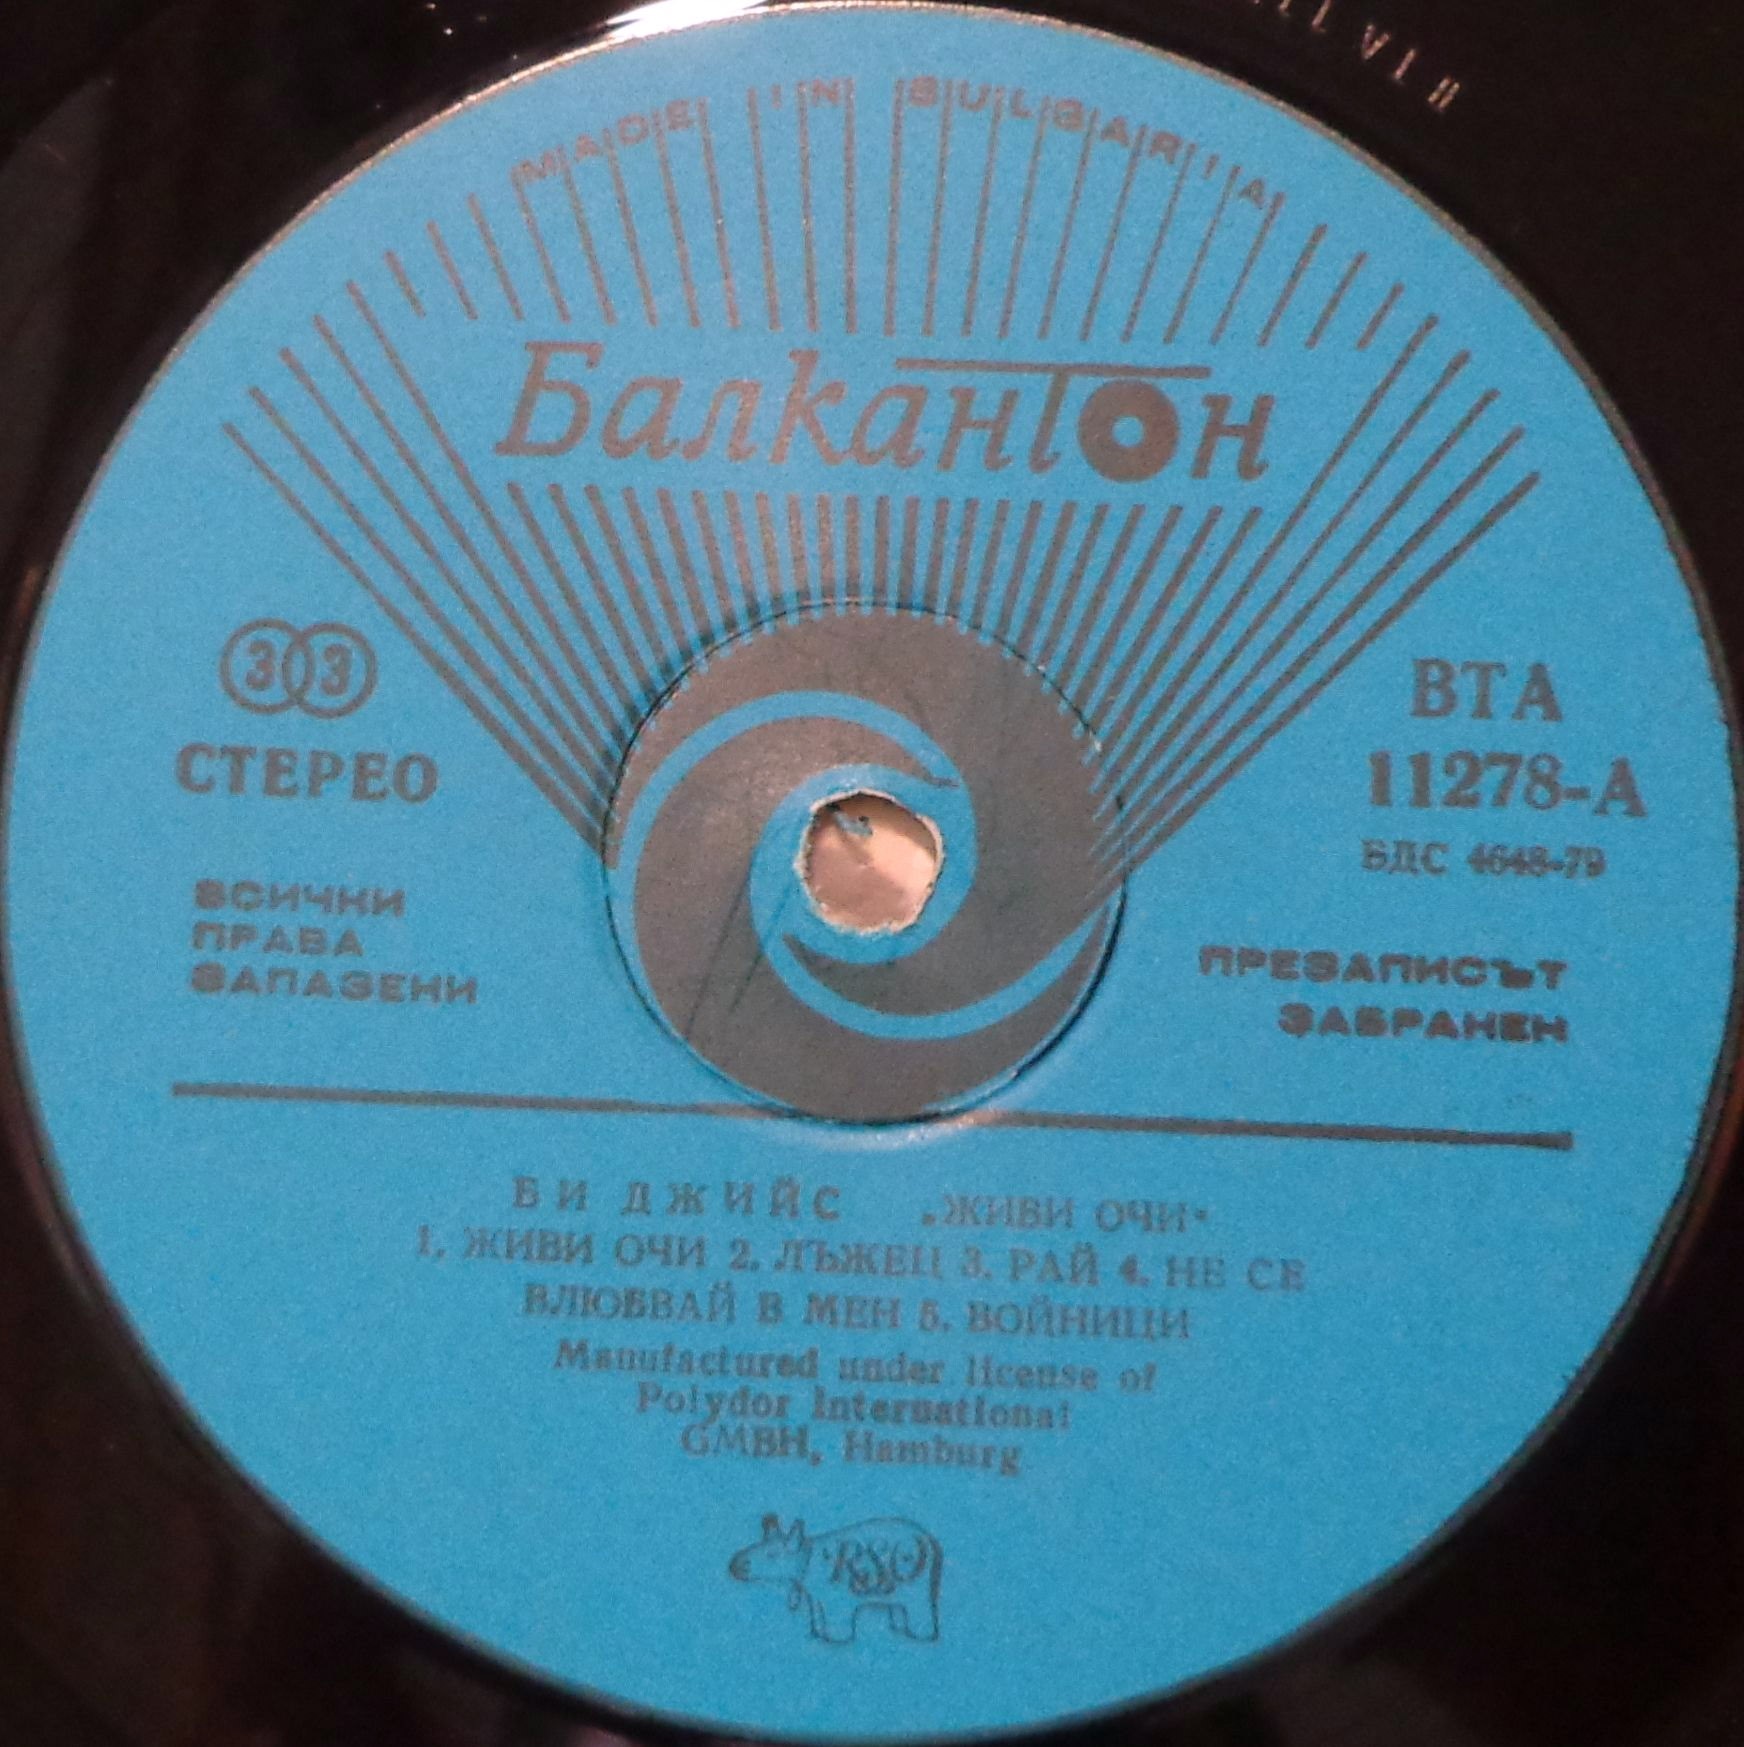 MADE IN BULGARIA
Балкантон
33
СТЕРЕО
ВТА
11278-А
БДС 4648-79
ВСИЧКИ
ПРАВА
ЗАПАЗЕНИ
ПРЕЗАПИСЪТ
ЗАБРАНЕН
БИ ДЖИЙС „ЖИВИ ОЧИ"
1. ЖИВИ ОЧИ 2. ЛЪЖЕЦ 3. РАЙ 4. НЕ СЕ
ВЛЮБВАЙ В МЕН 5. ВОЙНИЦИ
Manufactured under license of
Polydor International
GMBH, Hamburg
RSO